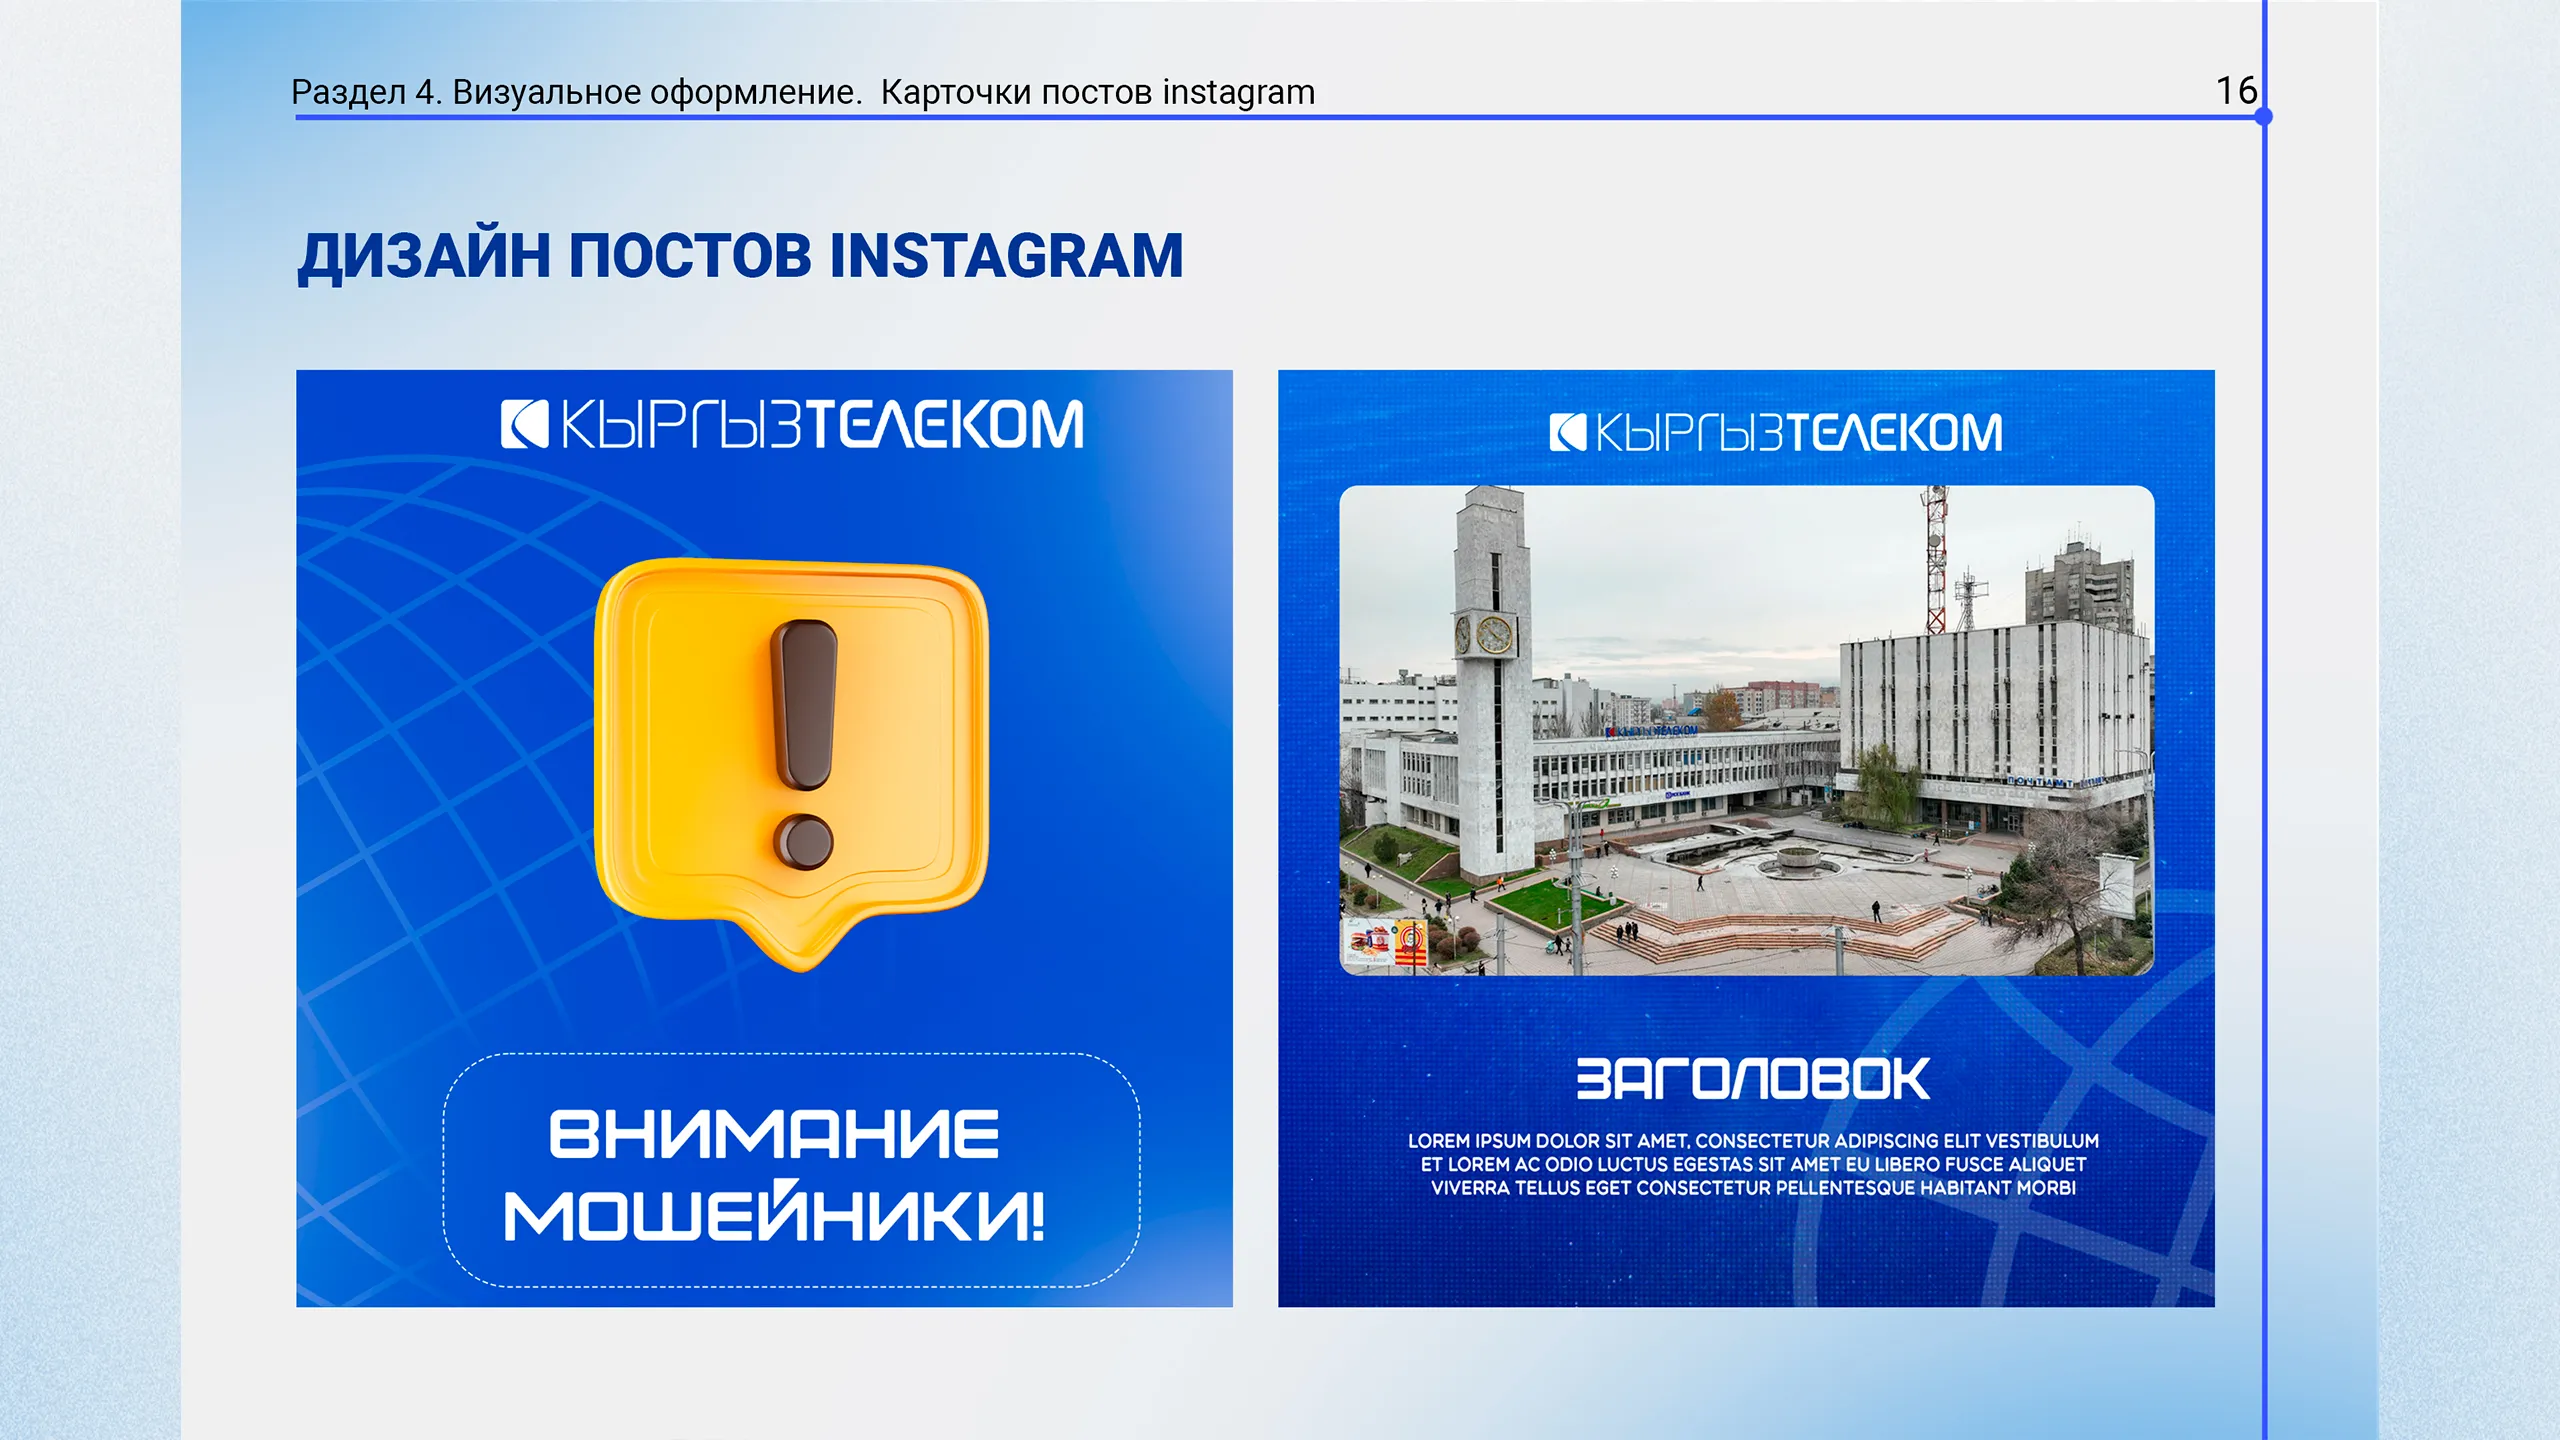 Раздел 4. Визуальное оформление. Карточки постов instagram
16
ДИЗАЙН ПОСТОВ INSTAGRAM
КЫРГЫЗТЕЛЕКОМ
ВНИМАНИЕ
МОШЕЙНИКИ!
КЫРГЫЗТЕЛЕКОМ
КЫРГЫЗТЕЛЕКОМ
ПОЧТАМТ
ЗАГОЛОВОК
LOREM IPSUM DOLOR SIT AMET, CONSECTETUR ADIPISCING ELIT VESTIBULUM
ET LOREM AC ODIO LUCTUS EGESTAS SIT AMET EU LIBERO FUSCE ALIQUET
VIVERRA TELLUS EGET CONSECTETUR PELLENTESQUE HABITANT MORBI